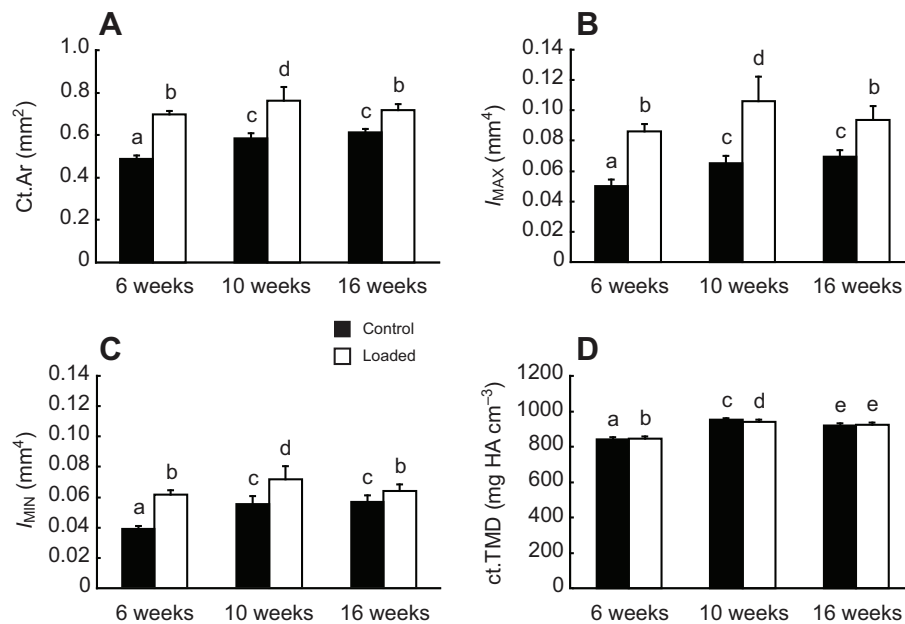 A
Ct.Ar (mm²)
1.0
0.8
0.6
0.4
0.2
0
a
b
c
d
c
b
6 weeks
10 weeks
16 weeks
B
I_MAX (mm⁴)
0.14
0.12
0.10
0.08
0.06
0.04
0.02
0
a
b
c
d
c
b
6 weeks
10 weeks
16 weeks
Control
Loaded
C
I_MIN (mm⁴)
0.14
0.12
0.10
0.08
0.06
0.04
0.02
0
a
b
c
d
c
b
6 weeks
10 weeks
16 weeks
D
ct.TMD (mg HA cm⁻³)
1200
1000
800
600
400
200
0
a
b
c
d
e
e
6 weeks
10 weeks
16 weeks